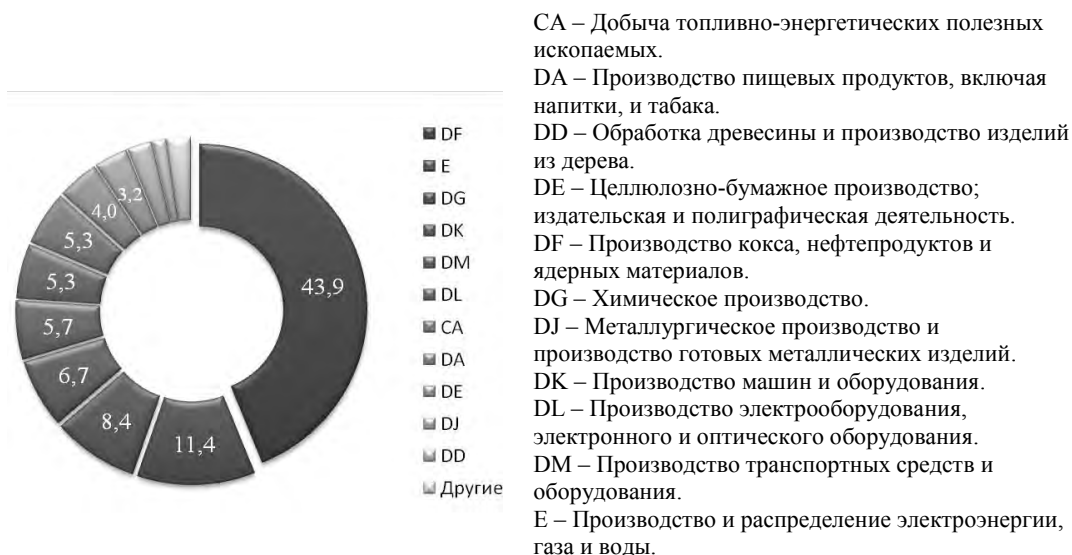 43,9
11,4
8,4
6,7
5,7
5,3
5,3
4,0
3,2
DF
E
DG
DK
DM
DL
CA
DA
DE
DJ
DD
Другие
CA – Добыча топливно-энергетических полезных
ископаемых.
DA – Производство пищевых продуктов, включая
напитки, и табака.
DD – Обработка древесины и производство изделий
из дерева.
DE – Целлюлозно-бумажное производство;
издательская и полиграфическая деятельность.
DF – Производство кокса, нефтепродуктов и
ядерных материалов.
DG – Химическое производство.
DJ – Металлургическое производство и
производство готовых металлических изделий.
DK – Производство машин и оборудования.
DL – Производство электрооборудования,
электронного и оптического оборудования.
DM – Производство транспортных средств и
оборудования.
E – Производство и распределение электроэнергии,
газа и воды.